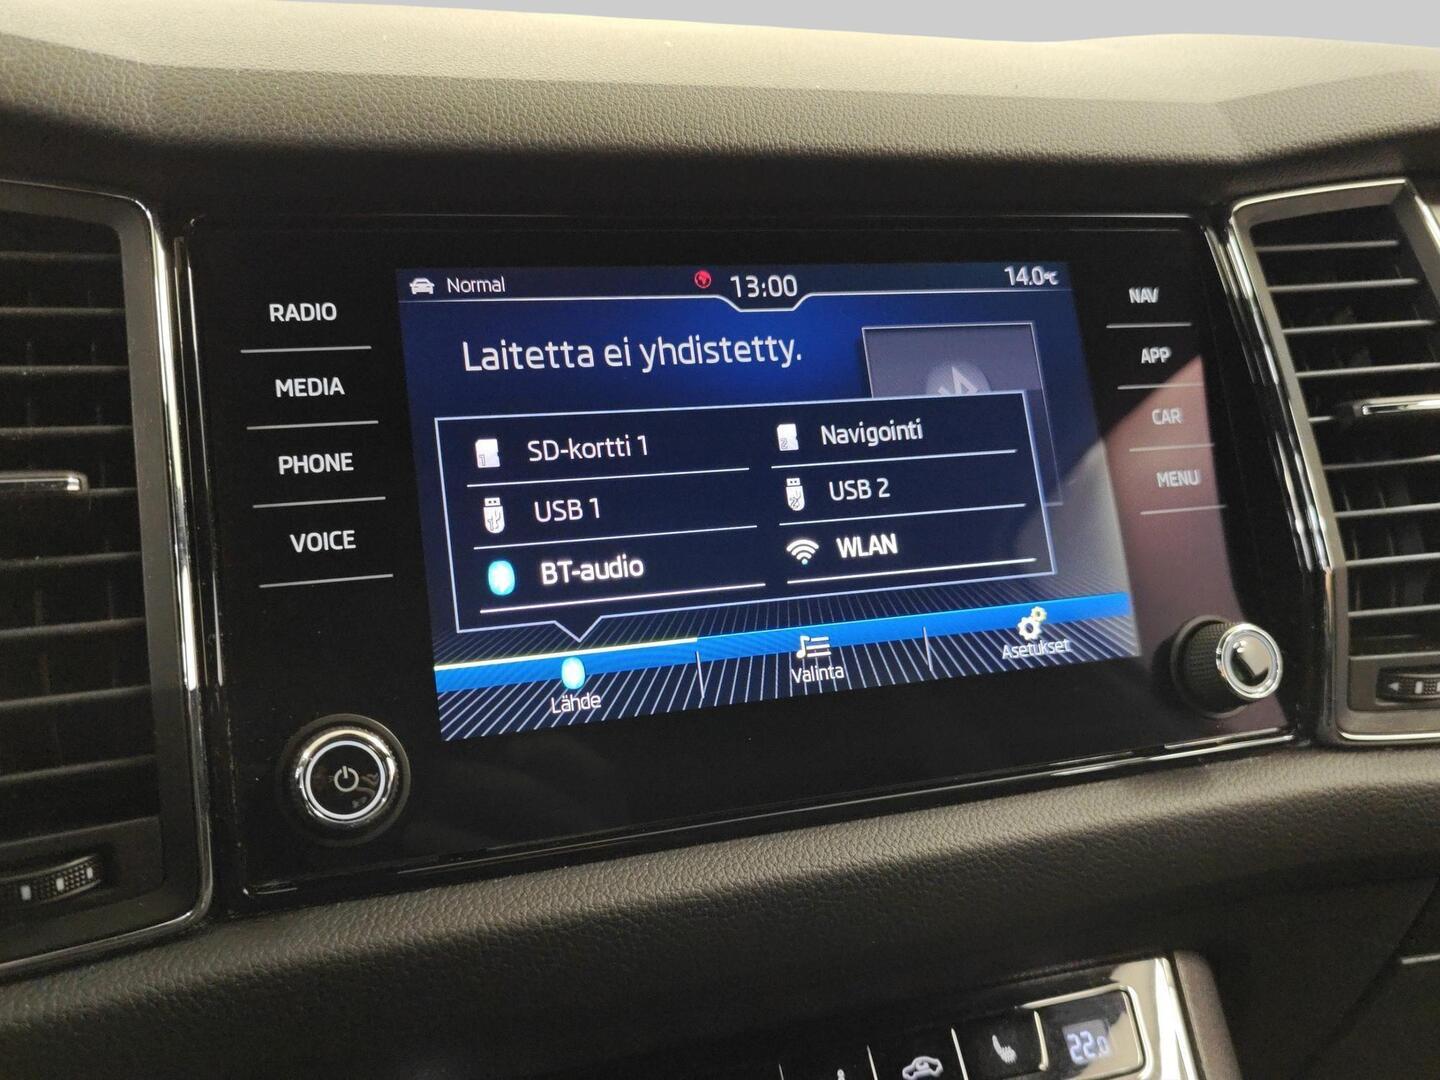 Normal
13:00
14.0°C
RADIO
MEDIA
PHONE
VOICE
Laitetta ei yhdistetty.
SD-kortti 1
Navigointi
USB 1
USB 2
BT-audio
WLAN
Lähde
Valinta
Asetukset
NAV
APP
CAR
MENU
22.0